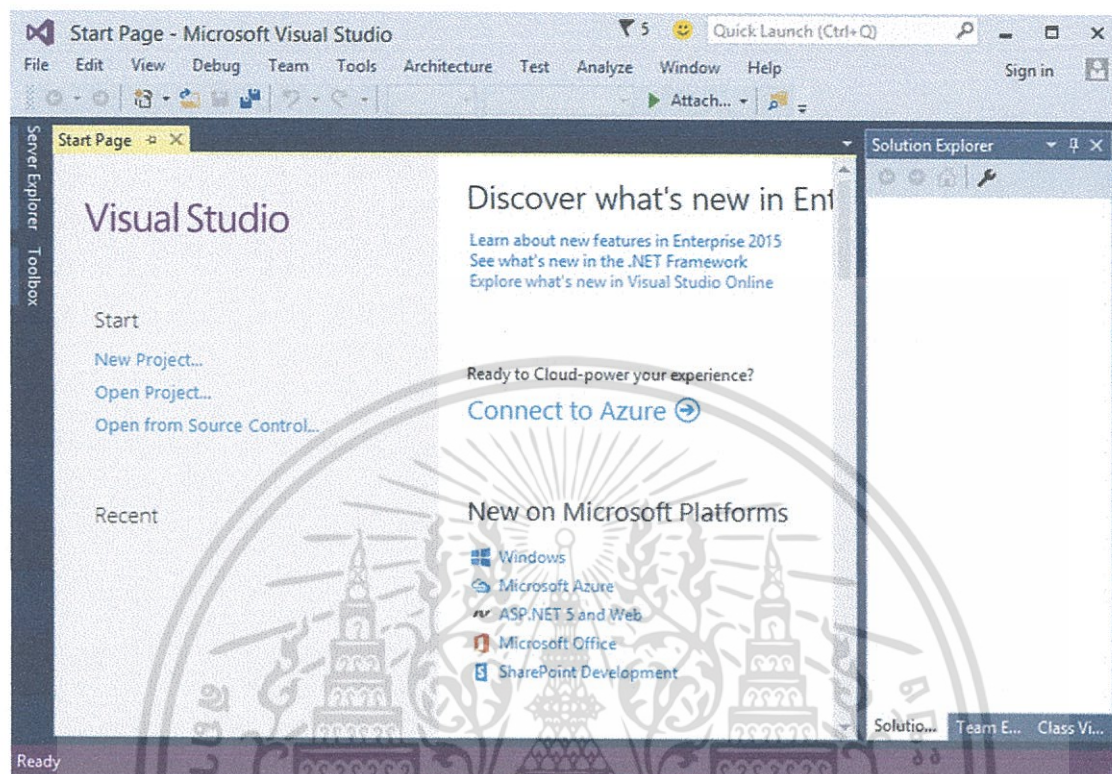 Start Page - Microsoft Visual Studio
5
Quick Launch (Ctrl+Q)
File Edit View Debug Team Tools Architecture Test Analyze Window Help
Sign in
Attach...
Server Explorer
Toolbox
Start Page
Visual Studio
Start
New Project...
Open Project...
Open from Source Control...
Recent
Discover what's new in Ent
Learn about new features in Enterprise 2015
See what's new in the .NET Framework
Explore what's new in Visual Studio Online
Ready to Cloud-power your experience?
Connect to Azure
New on Microsoft Platforms
Windows
Microsoft Azure
ASP.NET 5 and Web
Microsoft Office
SharePoint Development
Solution Explorer
Solutio... Team E... Class Vi...
Ready